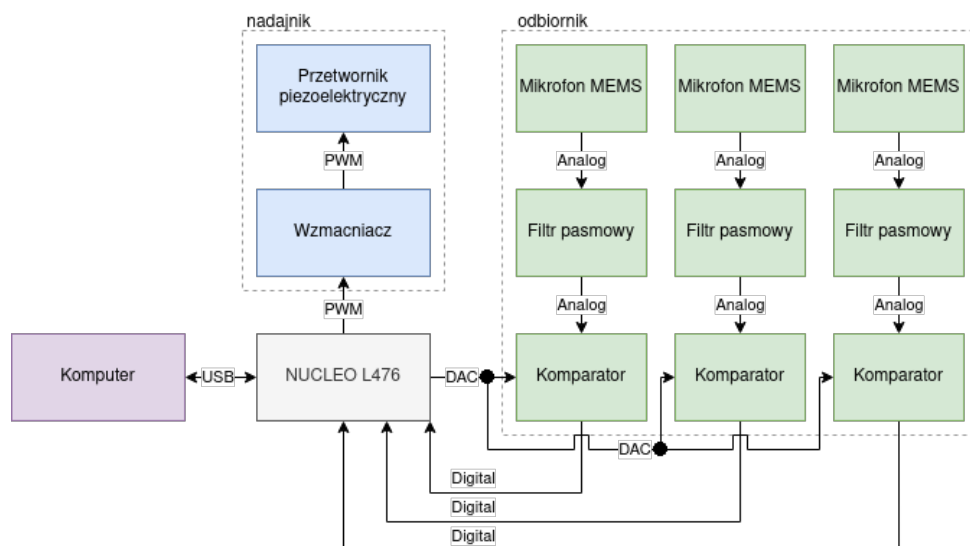 nadajnik
odbiornik
Przetwornik
piezoelektryczny
Mikrofon MEMS
Mikrofon MEMS
Mikrofon MEMS
PWM
Analog
Analog
Analog
Wzmacniacz
Filtr pasmowy
Filtr pasmowy
Filtr pasmowy
PWM
Analog
Analog
Analog
Komputer
USB
NUCLEO L476
DAC
Komparator
Komparator
Komparator
DAC
Digital
Digital
Digital